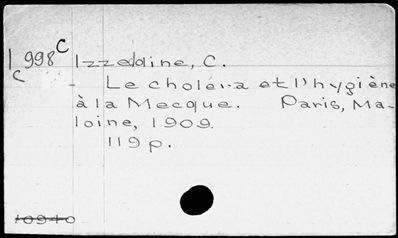 1998 C Izzeddine, C.
C
- Le choléra et l'hygiène
à la Mecque. Paris, Ma-
loine, 1909.
119 p.
10940